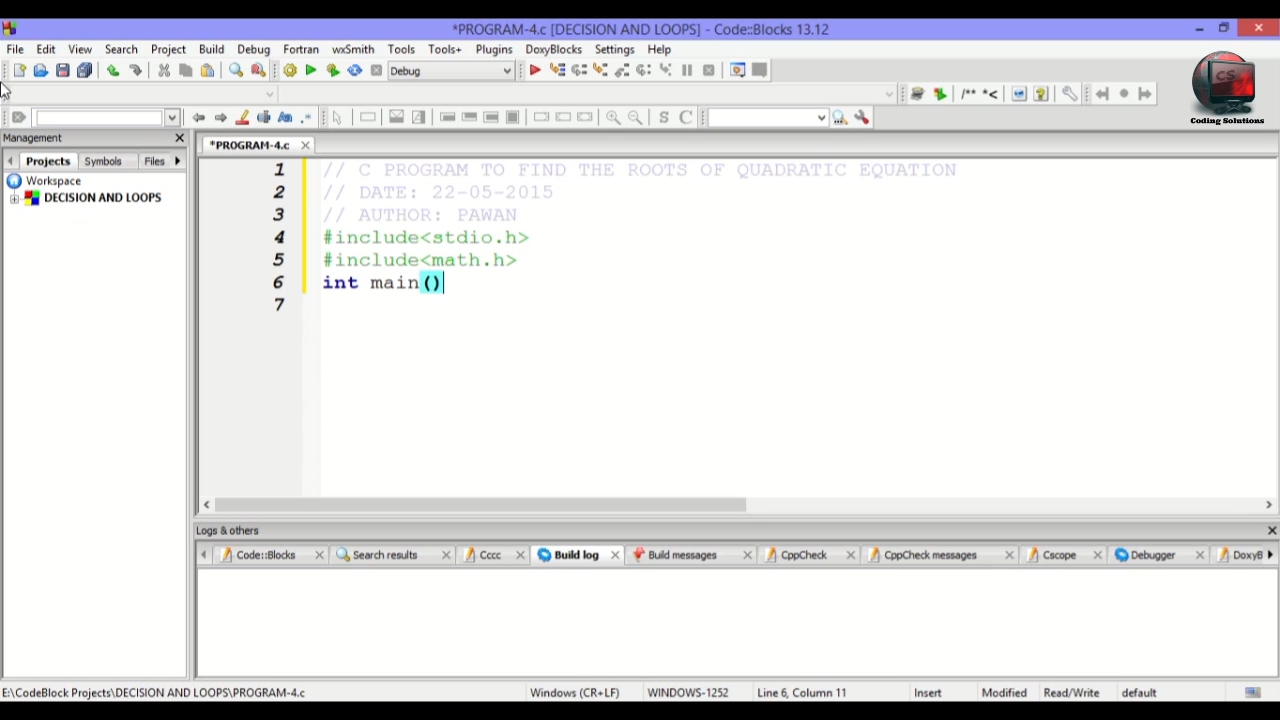 *PROGRAM-4.c [DECISION AND LOOPS] - Code::Blocks 13.12
File Edit View Search Project Build Debug Fortran wxSmith Tools Tools+ Plugins DoxyBlocks Settings Help
Debug
/** *<
CS
Coding Solutions
Aa .* S C
Management
*PROGRAM-4.c
Projects Symbols Files
Workspace
DECISION AND LOOPS
1 // C PROGRAM TO FIND THE ROOTS OF QUADRATIC EQUATION
2 // DATE: 22-05-2015
3 // AUTHOR: PAWAN
4 #include<stdio.h>
5 #include<math.h>
6 int main()
7
Logs & others
Code::Blocks Search results Cccc Build log Build messages CppCheck CppCheck messages Cscope Debugger DoxyB
E:\CodeBlock Projects\DECISION AND LOOPS\PROGRAM-4.c Windows (CR+LF) WINDOWS-1252 Line 6, Column 11 Insert Modified Read/Write default